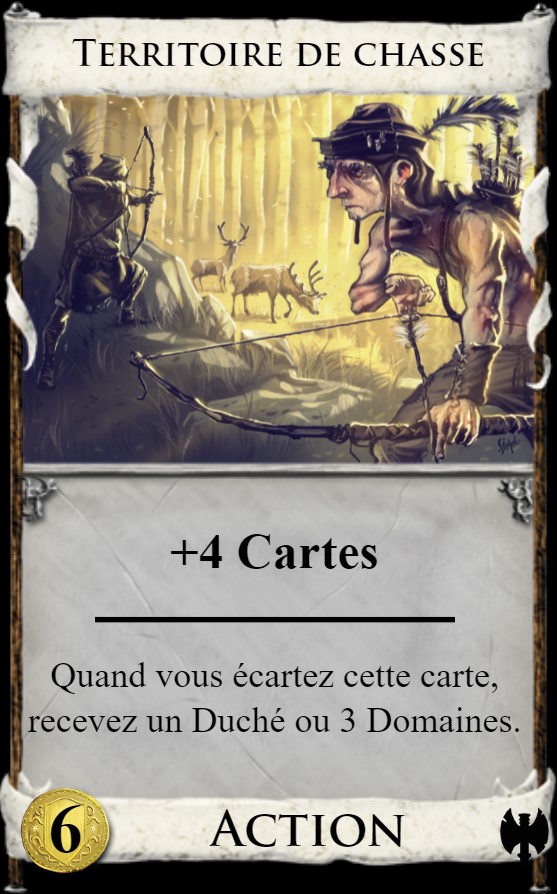 Territoire de chasse
+4 Cartes
Quand vous écartez cette carte,
recevez un Duché ou 3 Domaines.
6
Action